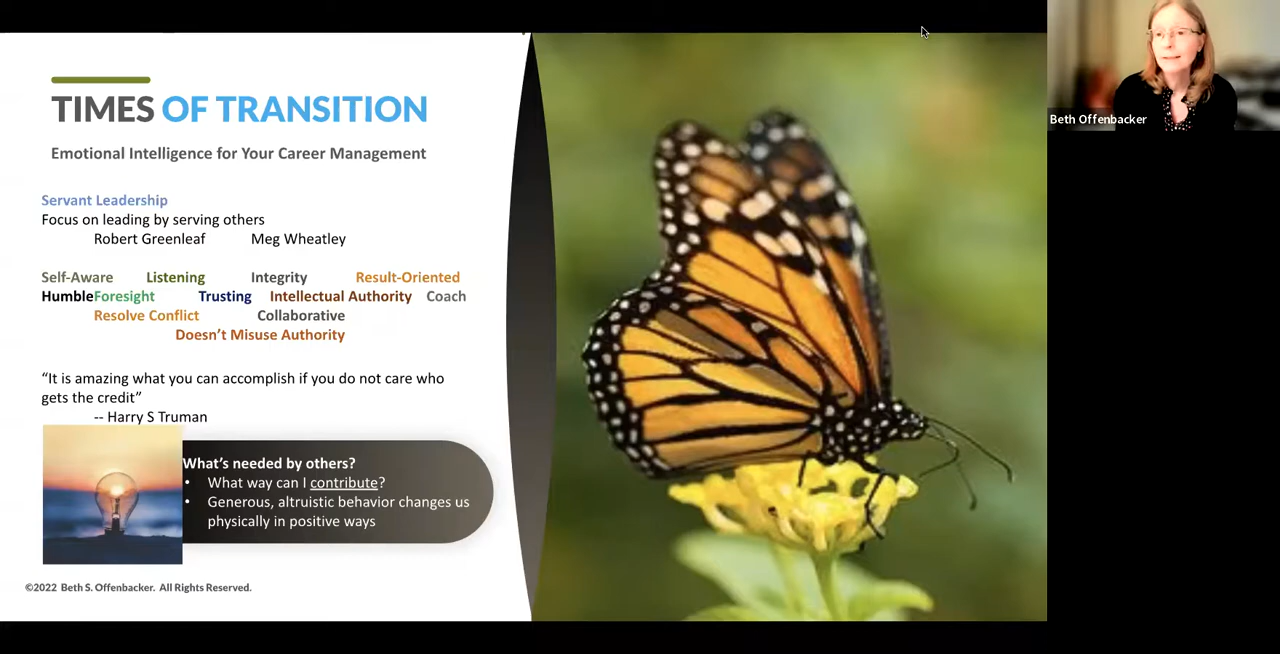 TIMES OF TRANSITION
Emotional Intelligence for Your Career Management
Servant Leadership
Focus on leading by serving others
Robert Greenleaf Meg Wheatley
Self-Aware Listening Integrity Result-Oriented
HumbleForesight Trusting Intellectual Authority Coach
Resolve Conflict Collaborative
Doesn't Misuse Authority
“It is amazing what you can accomplish if you do not care who
gets the credit”
-- Harry S Truman
What's needed by others?
• What way can I contribute?
• Generous, altruistic behavior changes us
physically in positive ways
©2022 Beth S. Offenbacker. All Rights Reserved.
Beth Offenbacker